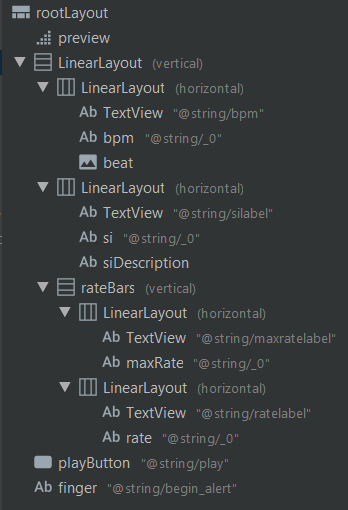 rootLayout
preview
LinearLayout (vertical)
LinearLayout (horizontal)
Ab TextView "@string/bpm"
Ab bpm "@string/_0"
beat
LinearLayout (horizontal)
Ab TextView "@string/silabel"
Ab si "@string/_0"
Ab siDescription
rateBars (vertical)
LinearLayout (horizontal)
Ab TextView "@string/maxratelabel"
Ab maxRate "@string/_0"
LinearLayout (horizontal)
Ab TextView "@string/ratelabel"
Ab rate "@string/_0"
playButton "@string/play"
Ab finger "@string/begin_alert"